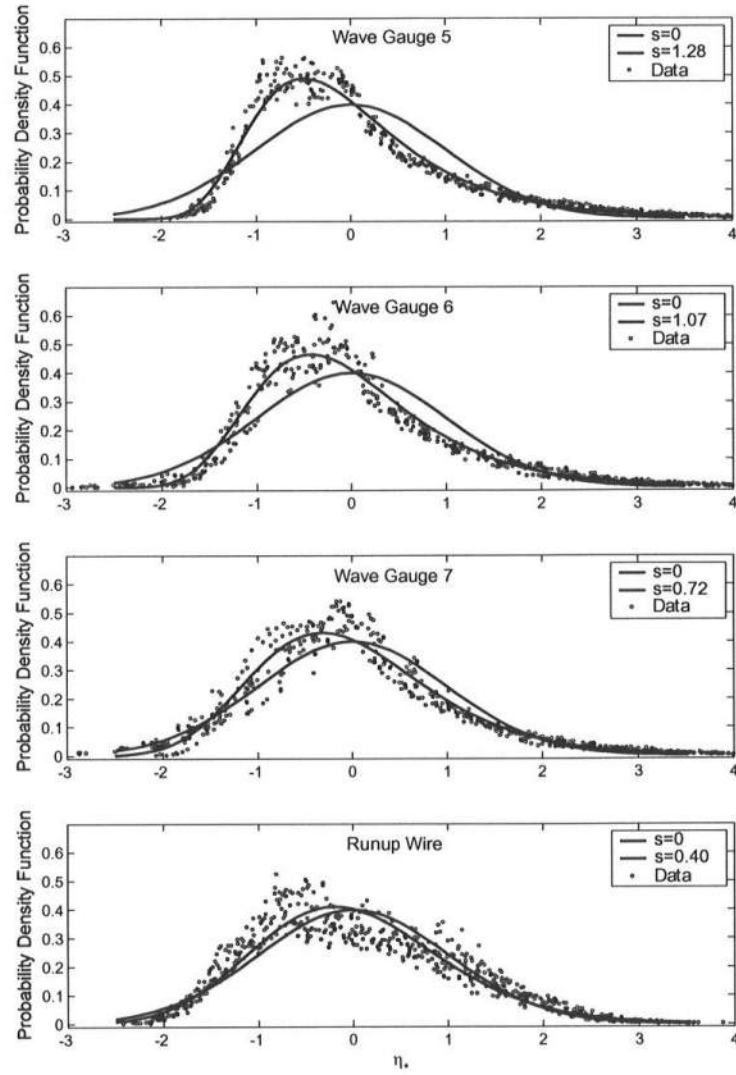 Wave Gauge 5
s=0
s=1.28
Data
Probability Density Function
0.6
0.5
0.4
0.3
0.2
0.1
0
-3 -2 -1 0 1 2 3 4
Wave Gauge 6
s=0
s=1.07
Data
Probability Density Function
0.6
0.5
0.4
0.3
0.2
0.1
0
-3 -2 -1 0 1 2 3 4
Wave Gauge 7
s=0
s=0.72
Data
Probability Density Function
0.6
0.5
0.4
0.3
0.2
0.1
0
-3 -2 -1 0 1 2 3 4
Runup Wire
s=0
s=0.40
Data
Probability Density Function
0.6
0.5
0.4
0.3
0.2
0.1
0
-3 -2 -1 0 1 2 3 4
η*